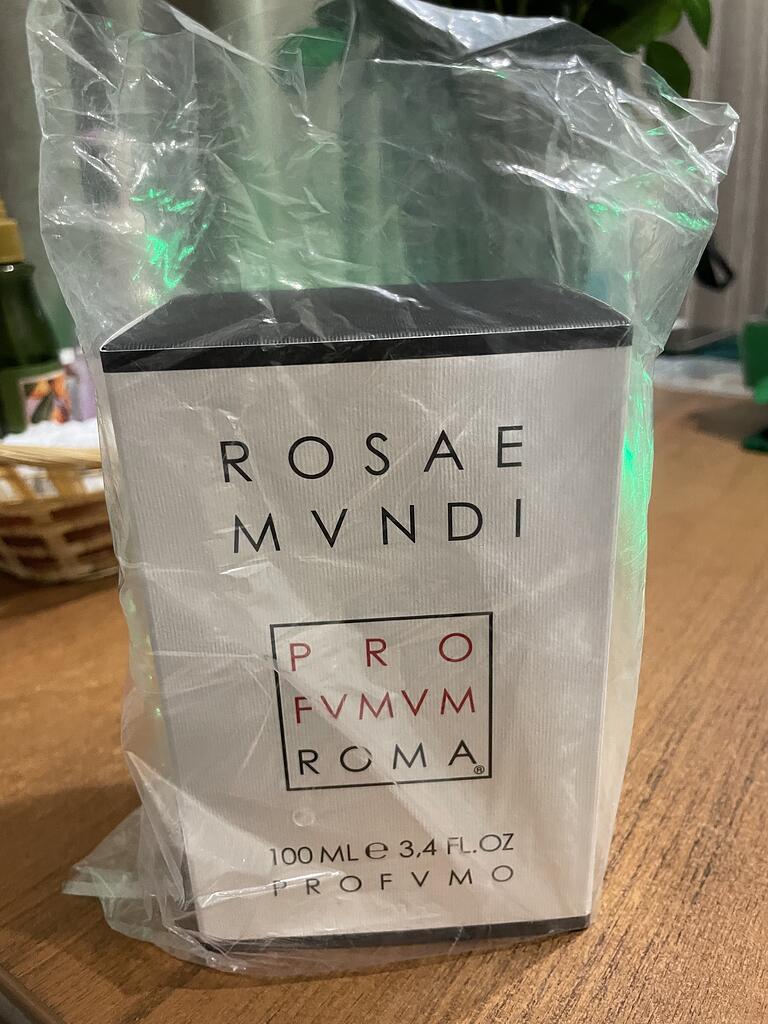 ROSAE
MVNDI
PRO
FVMVM
ROMA®
100 ML e 3,4 FL.OZ
PROFVMO